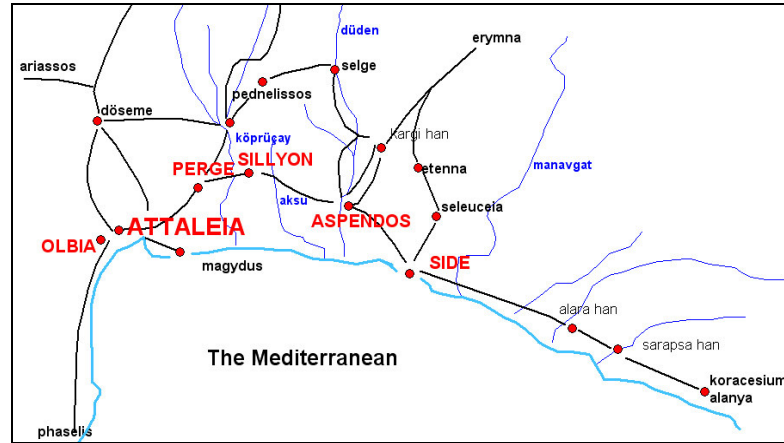 düden
erymna
ariassos
selge
pednelissos
döseme
köprüçay
kargi han
PERGE
SILLYON
etenna
manavgat
aksu
ASPENDOS
seleuceia
ATTALEIA
OLBIA
SIDE
magydus
alara han
sarapsa han
The Mediterranean
koracesium
alanya
phaselis